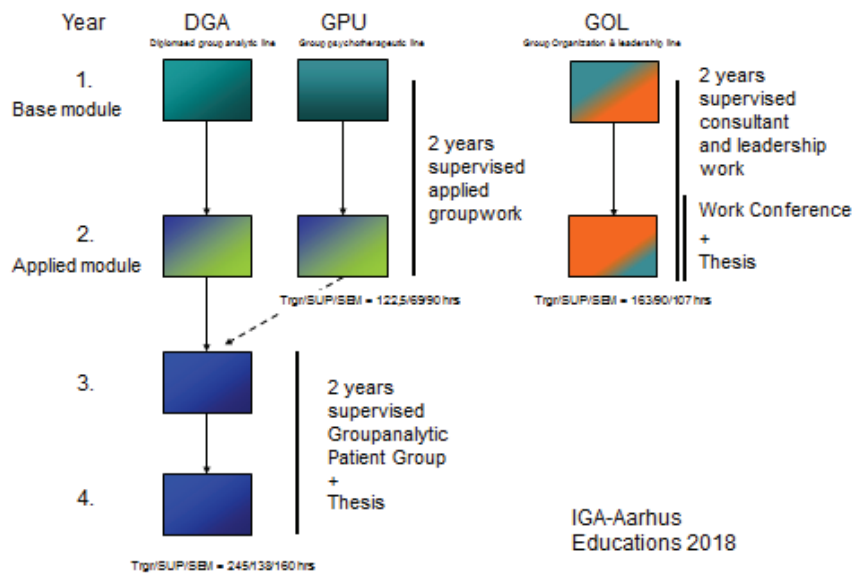 Year
DGA
GPU
GOL
Diplomaed group analytic line
Group psychotherapeutic line
Group Organization & leadership line
1.
Base module
2 years
supervised
applied
groupwork
2 years
supervised
consultant
and leadership
work
Work Conference
+
Thesis
2.
Applied module
Trgr/SUP/SEM = 122,5/69/90 hrs
Trgr/SUP/SEM = 163/90/107 hrs
3.
2 years
supervised
Groupanalytic
Patient Group
+
Thesis
4.
IGA-Aarhus
Educations 2018
Trgr/SUP/SEM = 245/138/160 hrs